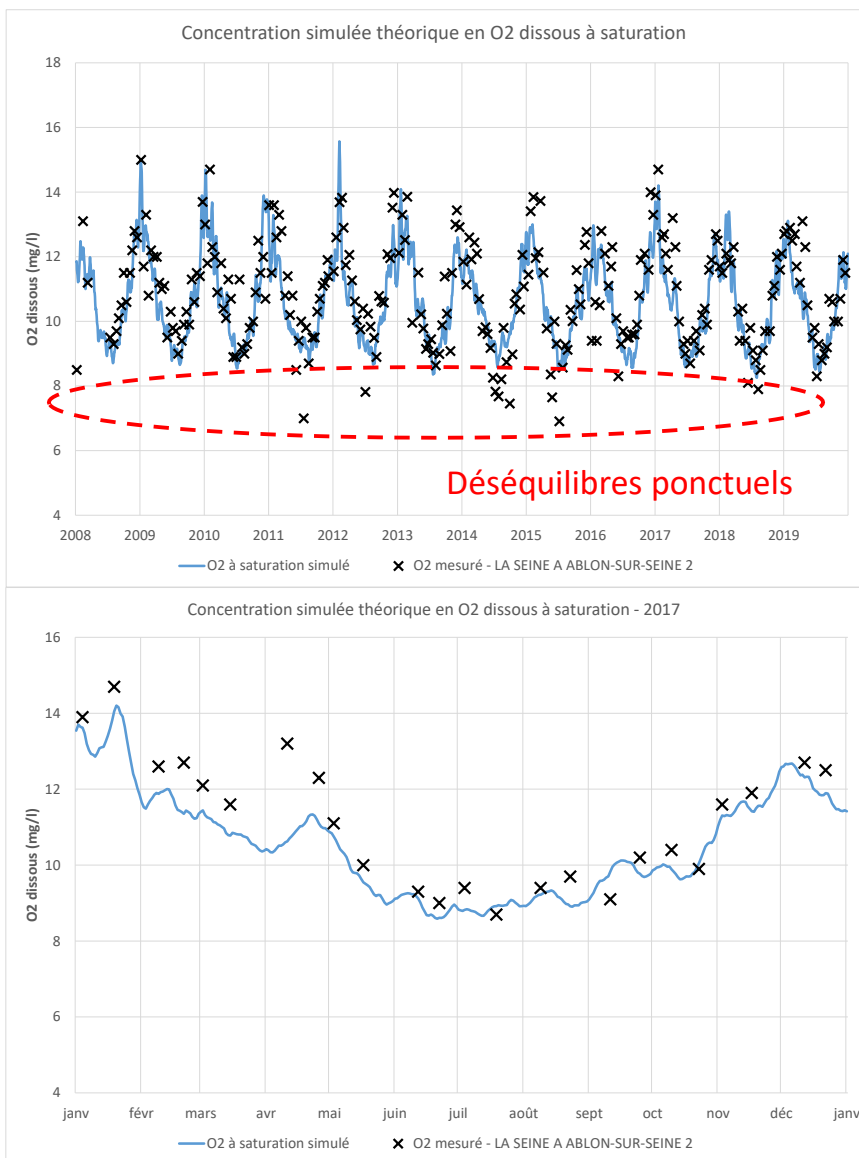 Concentration simulée théorique en O2 dissous à saturation
18
16
14
12
10
8
6
4
O2 dissous (mg/l)
Déséquilibres ponctuels
2008 2009 2010 2011 2012 2013 2014 2015 2016 2017 2018 2019
O2 à saturation simulé O2 mesuré - LA SEINE A ABLON-SUR-SEINE 2
Concentration simulée théorique en O2 dissous à saturation - 2017
16
14
12
10
8
6
4
O2 dissous (mg/l)
janv févr mars avr mai juin juil août sept oct nov déc janv
O2 à saturation simulé O2 mesuré - LA SEINE A ABLON-SUR-SEINE 2